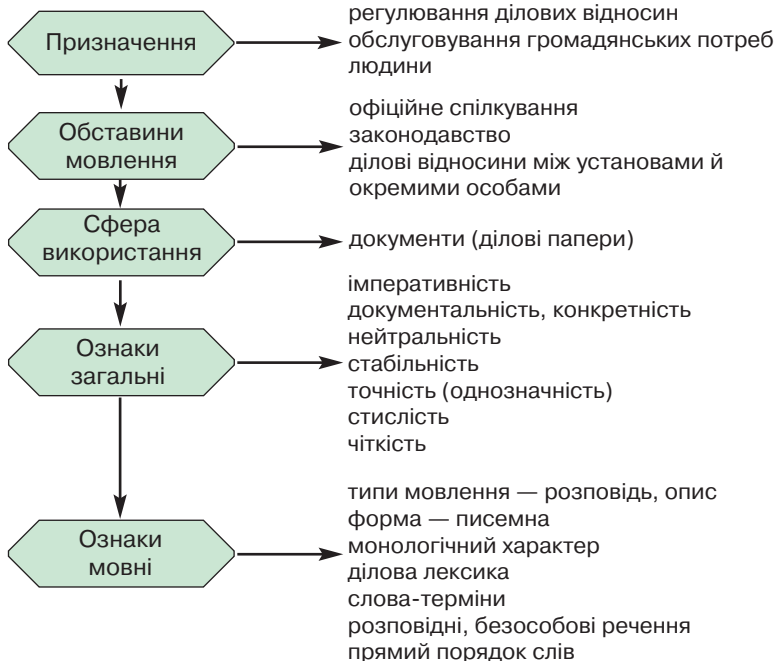 Призначення
регулювання ділових відносин
обслуговування громадянських потреб
людини
Обставини
мовлення
офіційне спілкування
законодавство
ділові відносини між установами й
окремими особами
Сфера
використання
документи (ділові папери)
Ознаки
загальні
імперативність
документальність, конкретність
нейтральність
стабільність
точність (однозначність)
стислість
чіткість
Ознаки
мовні
типи мовлення — розповідь, опис
форма — писемна
монологічний характер
ділова лексика
слова-терміни
розповідні, безособові речення
прямий порядок слів